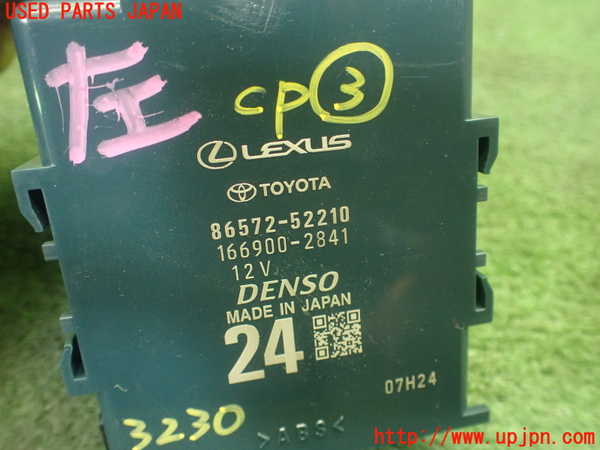 USED PARTS JAPAN
左
cp③
LEXUS
TOYOTA
86572-52210
166900-2841
12V
DENSO
MADE IN JAPAN
24
07H24
3230
>ABS<
http://www.upjpn.com